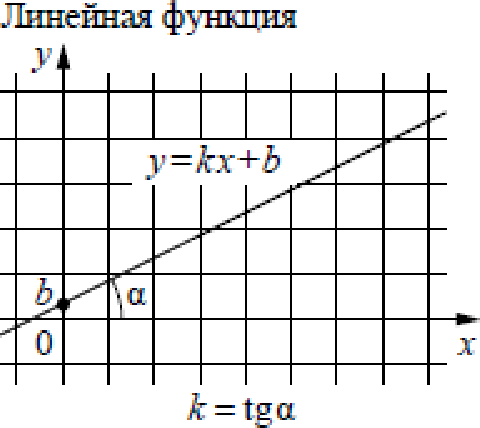 Линейная функция
y
y=kx+b
b
α
0
x
k = tg α